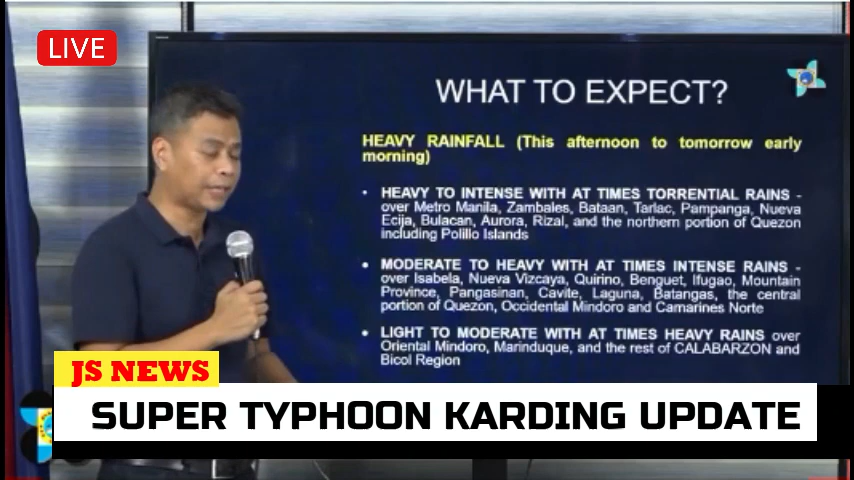 LIVE
WHAT TO EXPECT?
HEAVY RAINFALL (This afternoon to tomorrow early
morning)
• HEAVY TO INTENSE WITH AT TIMES TORRENTIAL RAINS -
over Metro Manila, Zambales, Bataan, Tarlac, Pampanga, Nueva
Ecija, Bulacan, Aurora, Rizal, and the northern portion of Quezon
including Polillo Islands
• MODERATE TO HEAVY WITH AT TIMES INTENSE RAINS -
over Isabela, Nueva Vizcaya, Quirino, Benguet, Ifugao, Mountain
Province, Pangasinan, Cavite, Laguna, Batangas, the central
portion of Quezon, Occidental Mindoro and Camarines Norte
• LIGHT TO MODERATE WITH AT TIMES HEAVY RAINS over
Oriental Mindoro, Marinduque, and the rest of CALABARZON and
Bicol Region
JS NEWS
SUPER TYPHOON KARDING UPDATE